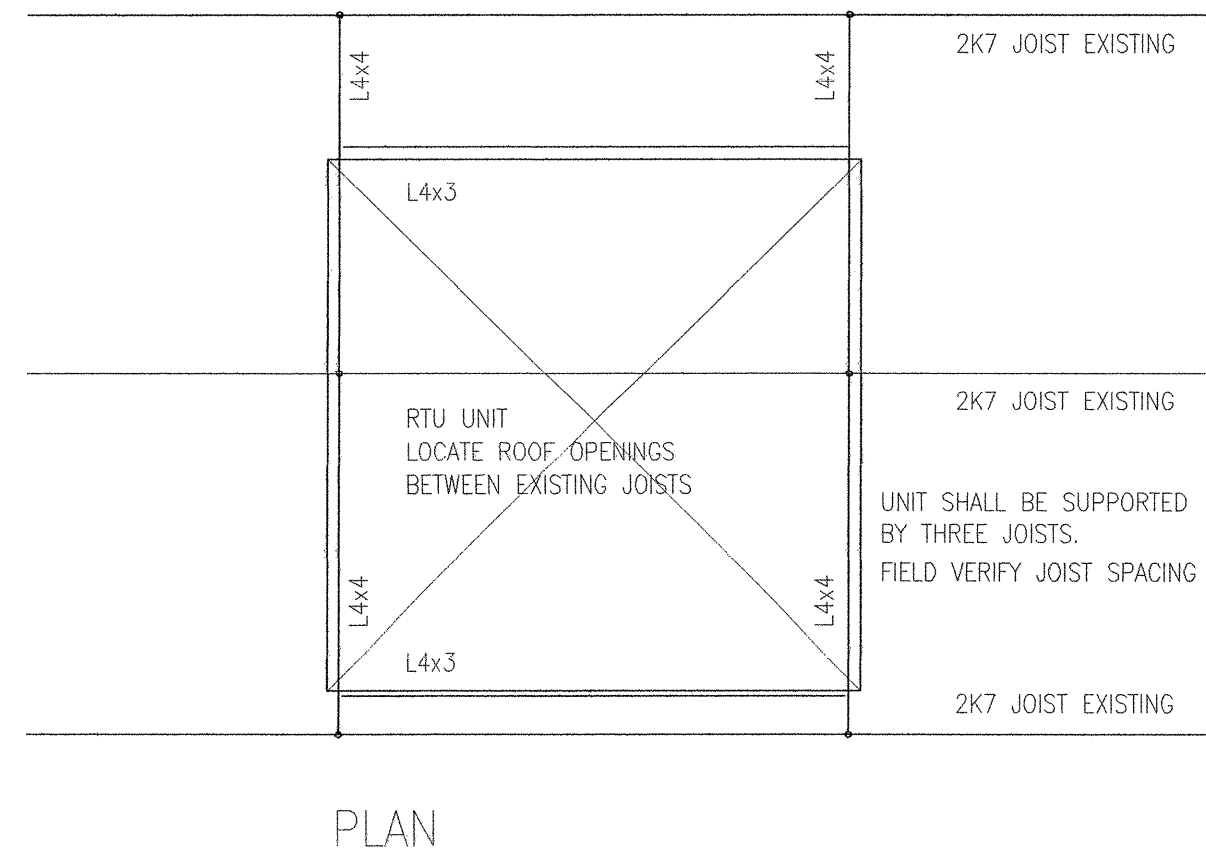 2K7 JOIST EXISTING
L4x4
L4x4
L4x3
2K7 JOIST EXISTING
RTU UNIT
LOCATE ROOF OPENINGS
BETWEEN EXISTING JOISTS
UNIT SHALL BE SUPPORTED
BY THREE JOISTS.
FIELD VERIFY JOIST SPACING
L4x4
L4x4
L4x3
2K7 JOIST EXISTING
PLAN